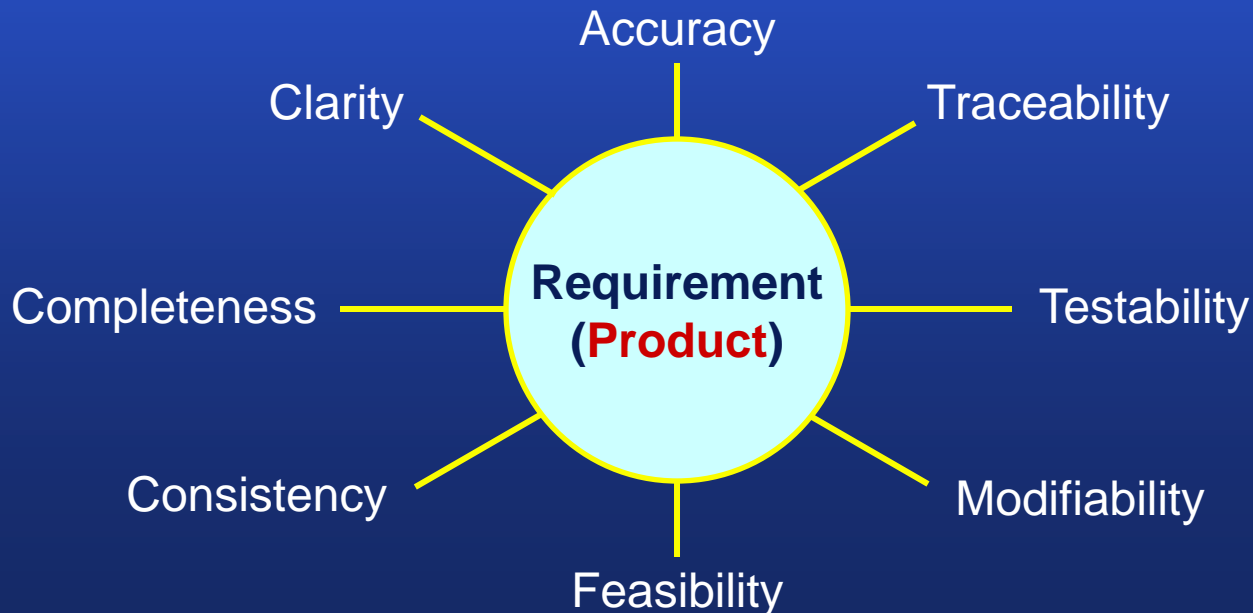 Accuracy
Clarity
Traceability
Requirement
(Product)
Completeness
Testability
Consistency
Modifiability
Feasibility